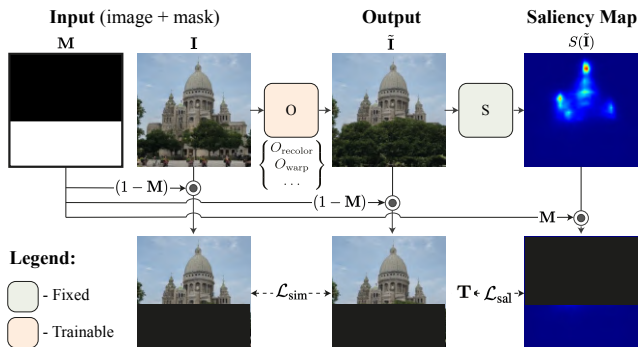 Input (image + mask) Output Saliency Map
M I Ĩ S(Ĩ)
O S
O_recolor
O_warp
...
(1 − M)
(1 − M)
M
Legend:
- Fixed
- Trainable
ℒ_sim
T ℒ_sal